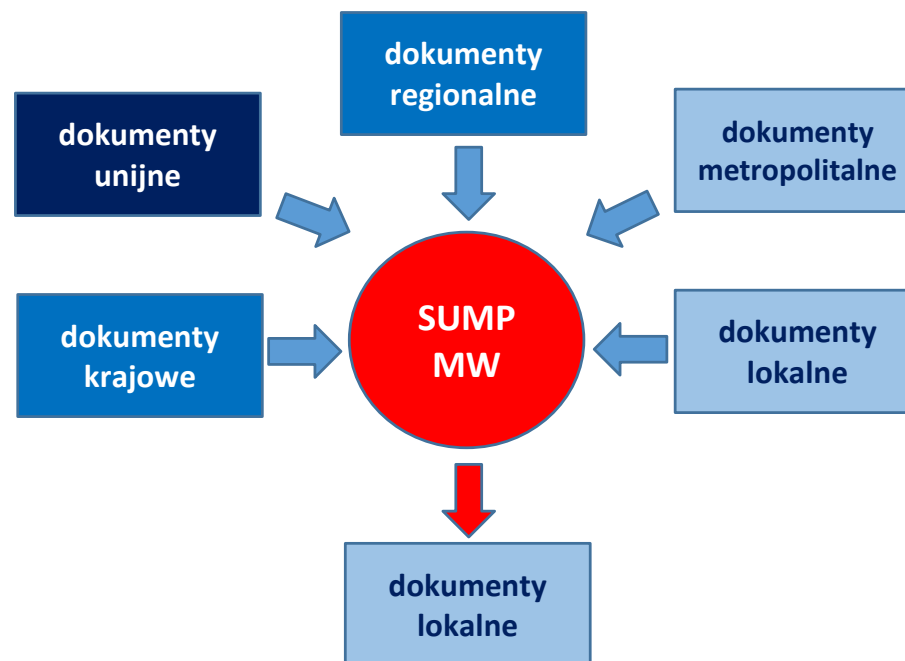 dokumenty
regionalne
dokumenty
unijne
dokumenty
metropolitalne
SUMP
MW
dokumenty
krajowe
dokumenty
lokalne
dokumenty
lokalne